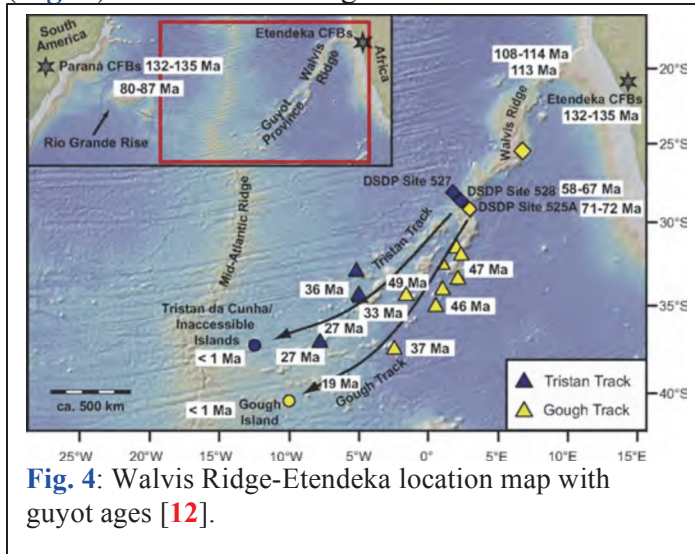 South
America
Etendeka CFBs
Africa
Walvis
Ridge
Paraná CFBs
132-135 Ma
80-87 Ma
Rio Grande Rise
Guyot
Province
108-114 Ma
113 Ma
Etendeka CFBs
132-135 Ma
Walvis Ridge
DSDP Site 527
DSDP Site 528
58-67 Ma
DSDP Site 525A
71-72 Ma
Mid-Atlantic Ridge
Tristan Track
36 Ma
49 Ma
47 Ma
33 Ma
46 Ma
Tristan da Cunha/
Inaccessible
Islands
27 Ma
< 1 Ma
27 Ma
37 Ma
19 Ma
Gough Track
< 1 Ma
Gough
Island
ca. 500 km
Tristan Track
Gough Track
20°S
25°S
30°S
35°S
40°S
25°W
20°W
15°W
10°W
5°W
0°
5°E
10°E
15°E
Fig. 4: Walvis Ridge-Etendeka location map with
guyot ages [12].